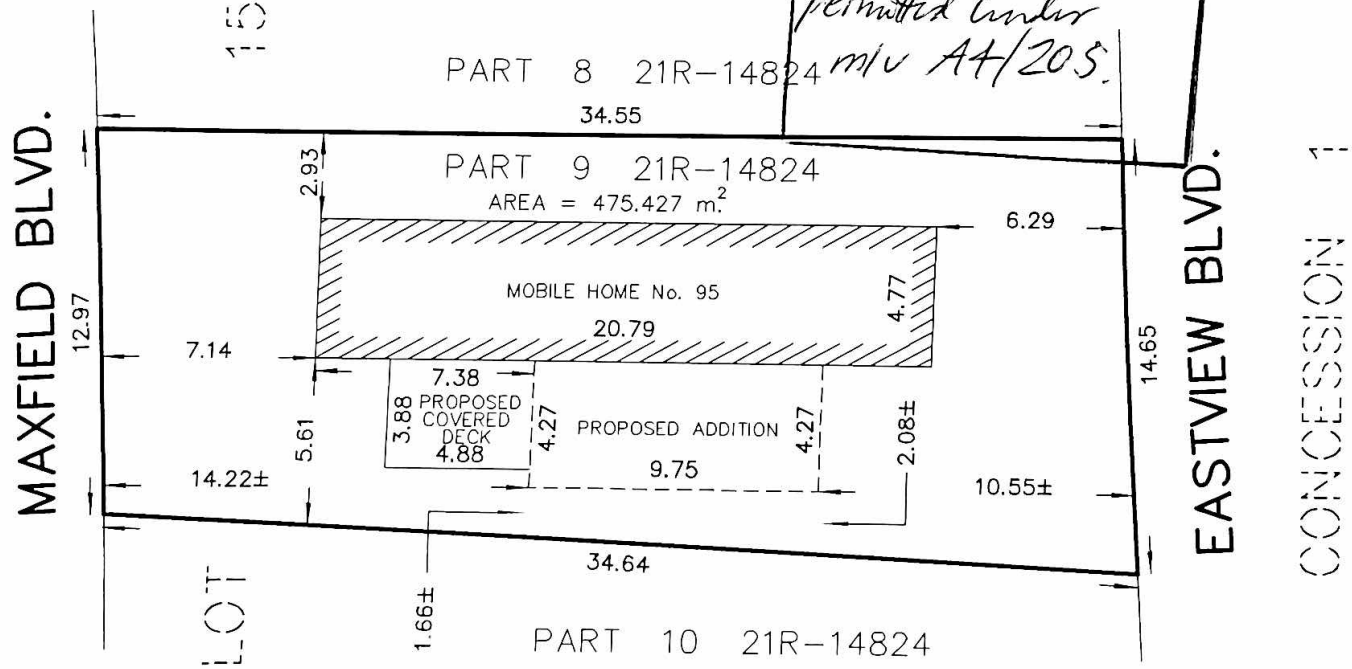 15
permitted under
m/v A4/205.
PART 8 21R-14824
34.55
MAXFIELD BLVD.
PART 9 21R-14824
AREA = 475.427 m.²
2.93
6.29
MOBILE HOME No. 95
4.77
20.79
12.97
7.14
7.38
3.88
PROPOSED
COVERED
DECK
4.88
4.27
PROPOSED ADDITION
4.27
9.75
2.08±
5.61
14.22±
10.55±
14.65
EASTVIEW BLVD.
CONCESSION 1
34.64
1.66±
LOT
PART 10 21R-14824